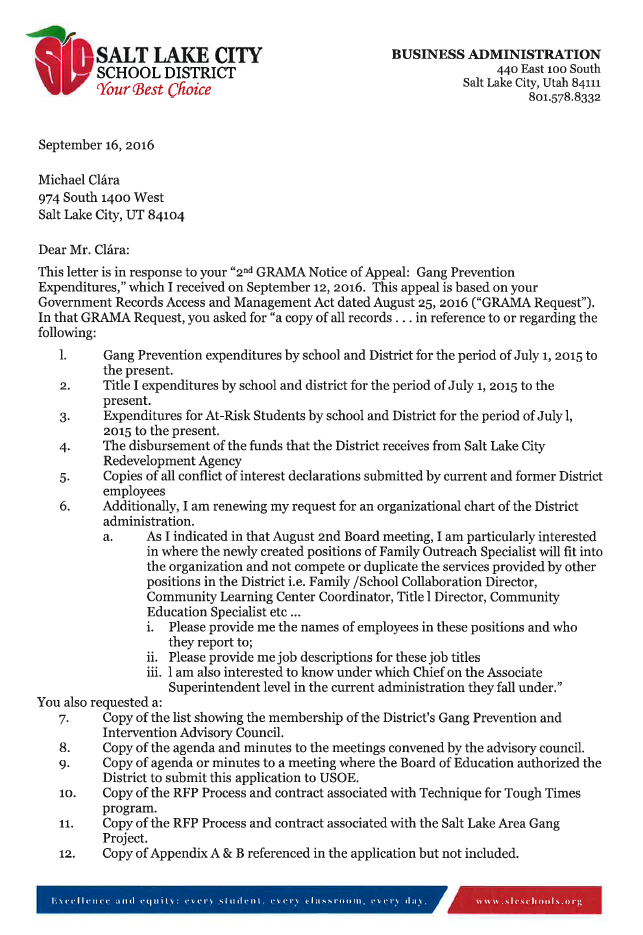 SLC
SALT LAKE CITY
SCHOOL DISTRICT
Your Best Choice
BUSINESS ADMINISTRATION
440 East 100 South
Salt Lake City, Utah 84111
801.578.8332
September 16, 2016
Michael Clára
974 South 1400 West
Salt Lake City, UT 84104
Dear Mr. Clára:
This letter is in response to your “2nd GRAMA Notice of Appeal: Gang Prevention
Expenditures,” which I received on September 12, 2016. This appeal is based on your
Government Records Access and Management Act dated August 25, 2016 (“GRAMA Request”).
In that GRAMA Request, you asked for “a copy of all records . . . in reference to or regarding the
following:
l. Gang Prevention expenditures by school and District for the period of July 1, 2015 to
the present.
2. Title I expenditures by school and district for the period of July 1, 2015 to the
present.
3. Expenditures for At-Risk Students by school and District for the period of July l,
2015 to the present.
4. The disbursement of the funds that the District receives from Salt Lake City
Redevelopment Agency
5. Copies of all conflict of interest declarations submitted by current and former District
employees
6. Additionally, I am renewing my request for an organizational chart of the District
administration.
a. As I indicated in that August 2nd Board meeting, I am particularly interested
in where the newly created positions of Family Outreach Specialist will fit into
the organization and not compete or duplicate the services provided by other
positions in the District i.e. Family /School Collaboration Director,
Community Learning Center Coordinator, Title l Director, Community
Education Specialist etc ...
i. Please provide me the names of employees in these positions and who
they report to;
ii. Please provide me job descriptions for these job titles
iii. l am also interested to know under which Chief on the Associate
Superintendent level in the current administration they fall under.”
You also requested a:
7. Copy of the list showing the membership of the District's Gang Prevention and
Intervention Advisory Council.
8. Copy of the agenda and minutes to the meetings convened by the advisory council.
9. Copy of agenda or minutes to a meeting where the Board of Education authorized the
District to submit this application to USOE.
10. Copy of the RFP Process and contract associated with Technique for Tough Times
program.
11. Copy of the RFP Process and contract associated with the Salt Lake Area Gang
Project.
12. Copy of Appendix A & B referenced in the application but not included.
Excellence and equity: every student, every classroom, every day.
www.slcschools.org